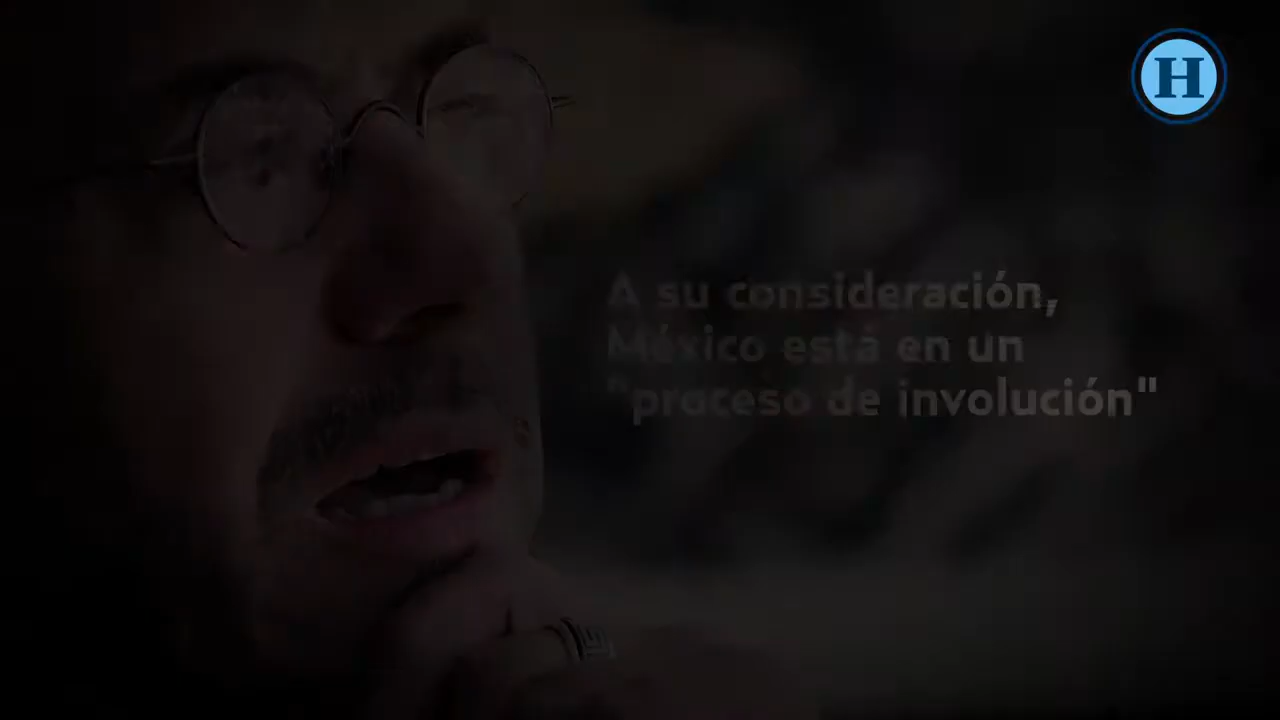 H
A su consideración,
México está en un
"proceso de involución"